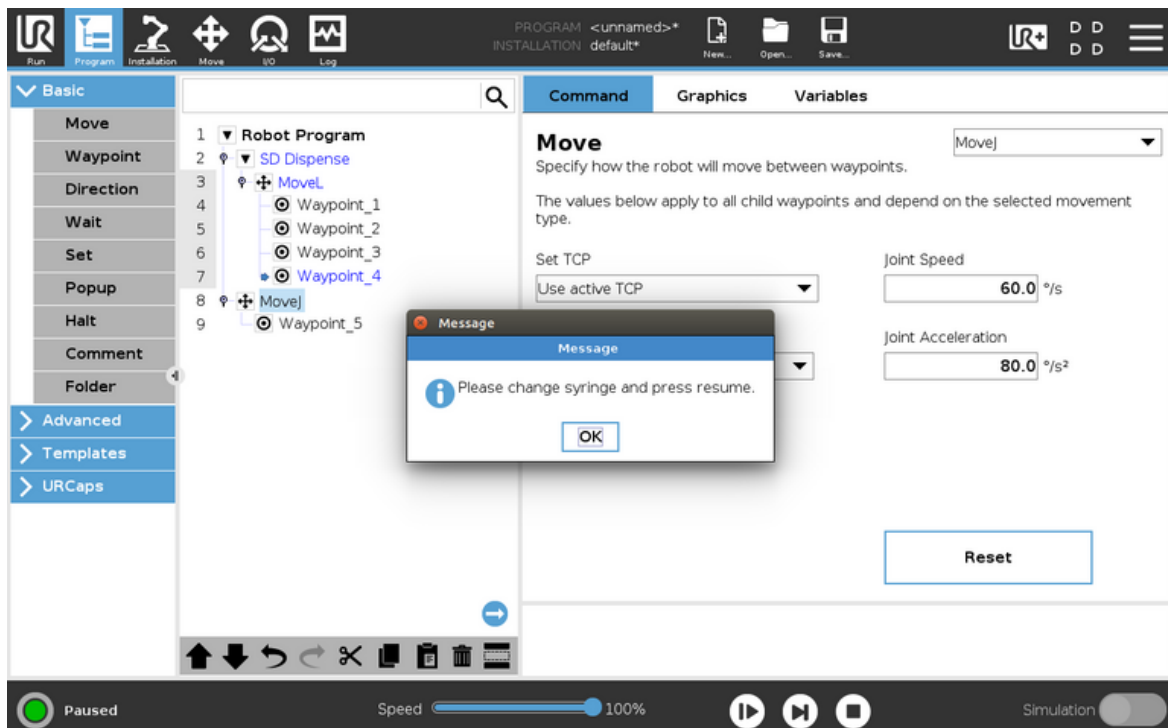 PROGRAM <unnamed>*
INSTALLATION default*
UR
Run
Program
Installation
Move
I/O
Log
New...
Open...
Save...
UR+
D D
D D
Basic
Move
Waypoint
Direction
Wait
Set
Popup
Halt
Comment
Folder
Advanced
Templates
URCaps
1 Robot Program
2 SD Dispense
3 MoveL
4 Waypoint_1
5 Waypoint_2
6 Waypoint_3
7 Waypoint_4
8 MoveJ
9 Waypoint_5
Command Graphics Variables
Move
MoveJ
Specify how the robot will move between waypoints.
The values below apply to all child waypoints and depend on the selected movement
type.
Set TCP
Use active TCP
Joint Speed
60.0 °/s
Joint Acceleration
80.0 °/s²
Message
Message
Please change syringe and press resume.
OK
Reset
Paused
Speed
100%
Simulation